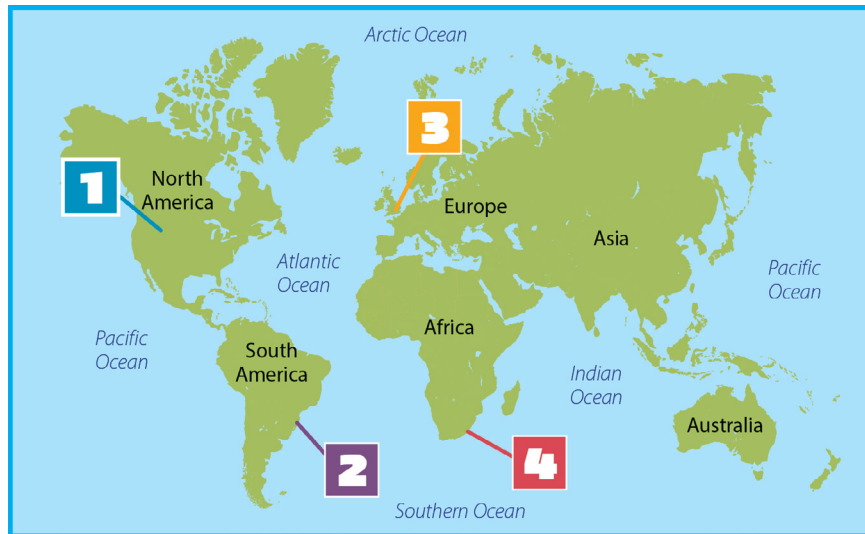 Arctic Ocean
3
1
North
America
Europe
Asia
Atlantic
Ocean
Pacific
Ocean
Africa
Pacific
Ocean
South
America
Indian
Ocean
Australia
2
4
Southern Ocean